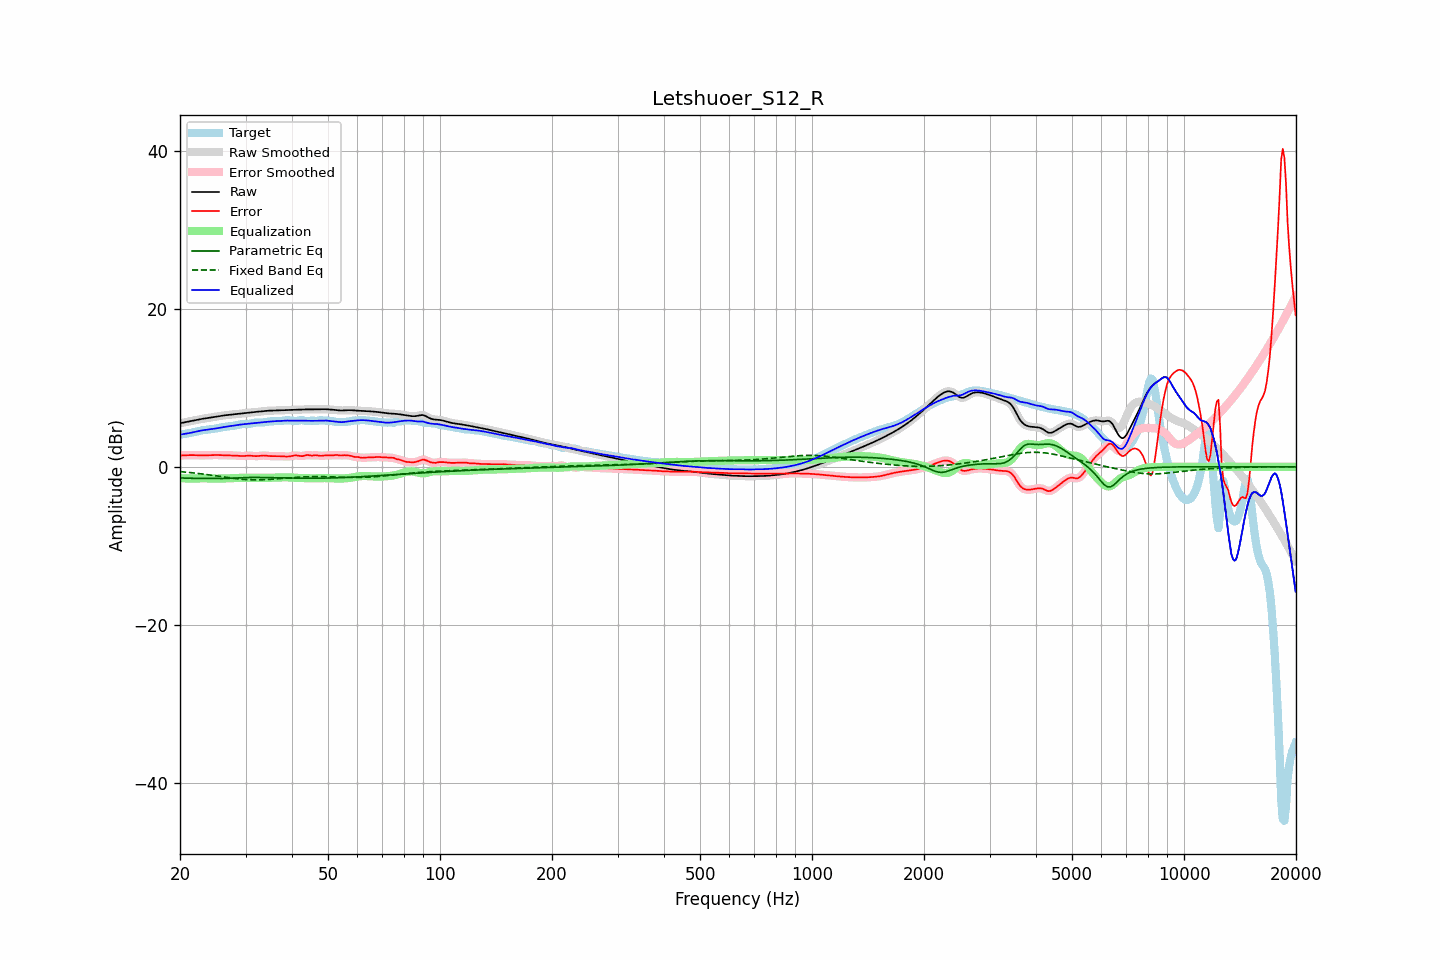 Letshuoer_S12_R
Target
Raw Smoothed
Error Smoothed
Raw
Error
Equalization
Parametric Eq
Fixed Band Eq
Equalized
40
20
0
−20
−40
Amplitude (dBr)
20
50
100
200
500
1000
2000
5000
10000
20000
Frequency (Hz)